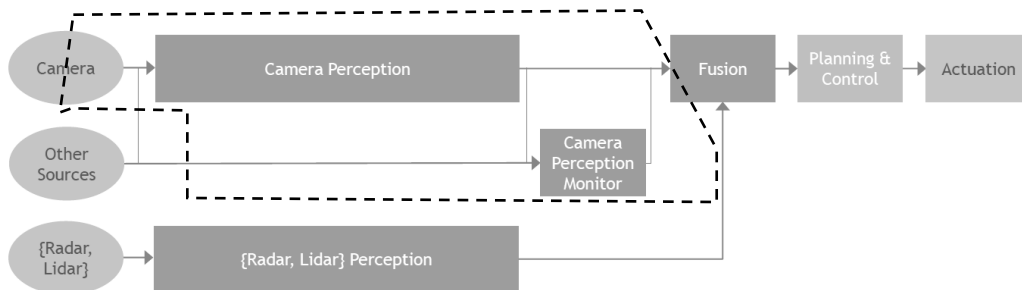 Camera
Camera Perception
Fusion
Planning &
Control
Actuation
Other
Sources
Camera
Perception
Monitor
{Radar,
Lidar}
{Radar, Lidar} Perception